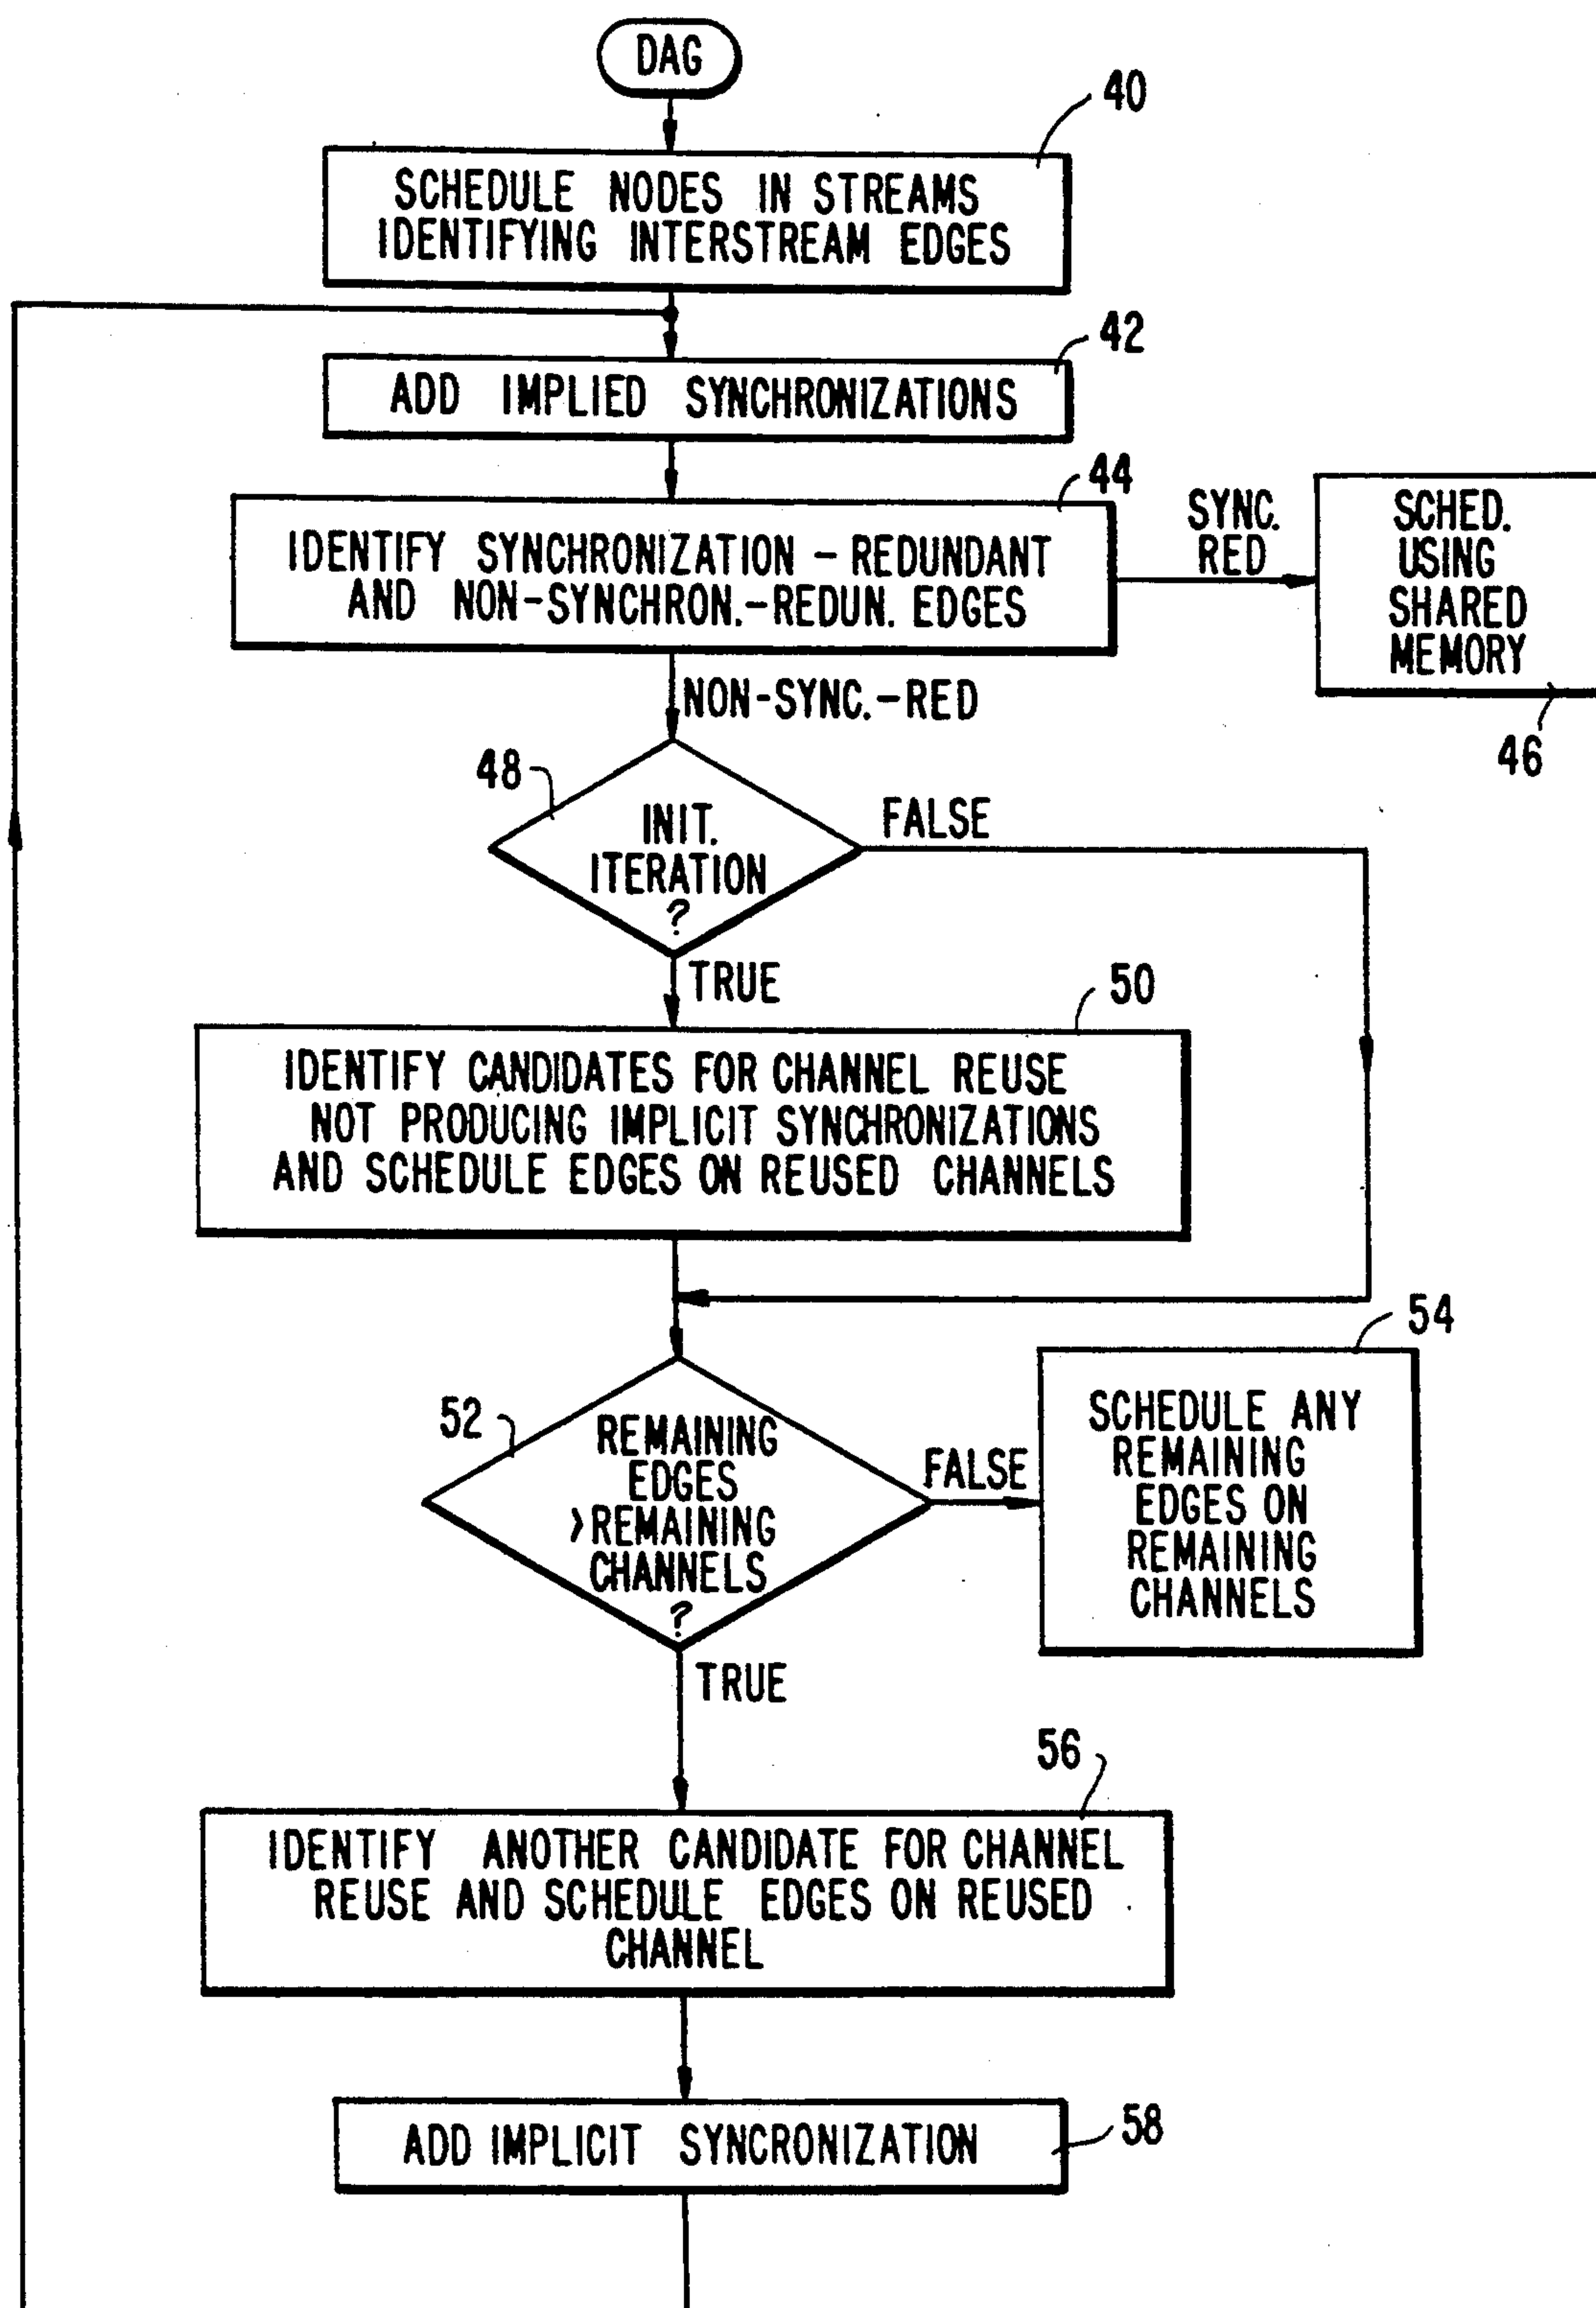 DAG
40
SCHEDULE NODES IN STREAMS
IDENTIFYING INTERSTREAM EDGES
42
ADD IMPLIED SYNCHRONIZATIONS
44
IDENTIFY SYNCHRONIZATION - REDUNDANT
AND NON-SYNCHRON.-REDUN. EDGES
SYNC.
RED
SCHED.
USING
SHARED
MEMORY
46
NON-SYNC.-RED
48
INIT.
ITERATION
?
FALSE
TRUE
50
IDENTIFY CANDIDATES FOR CHANNEL REUSE
NOT PRODUCING IMPLICIT SYNCHRONIZATIONS
AND SCHEDULE EDGES ON REUSED CHANNELS
52
REMAINING
EDGES
>REMAINING
CHANNELS
?
FALSE
54
SCHEDULE ANY
REMAINING
EDGES ON
REMAINING
CHANNELS
TRUE
56
IDENTIFY ANOTHER CANDIDATE FOR CHANNEL
REUSE AND SCHEDULE EDGES ON REUSED
CHANNEL
ADD IMPLICIT SYNCRONIZATION
58